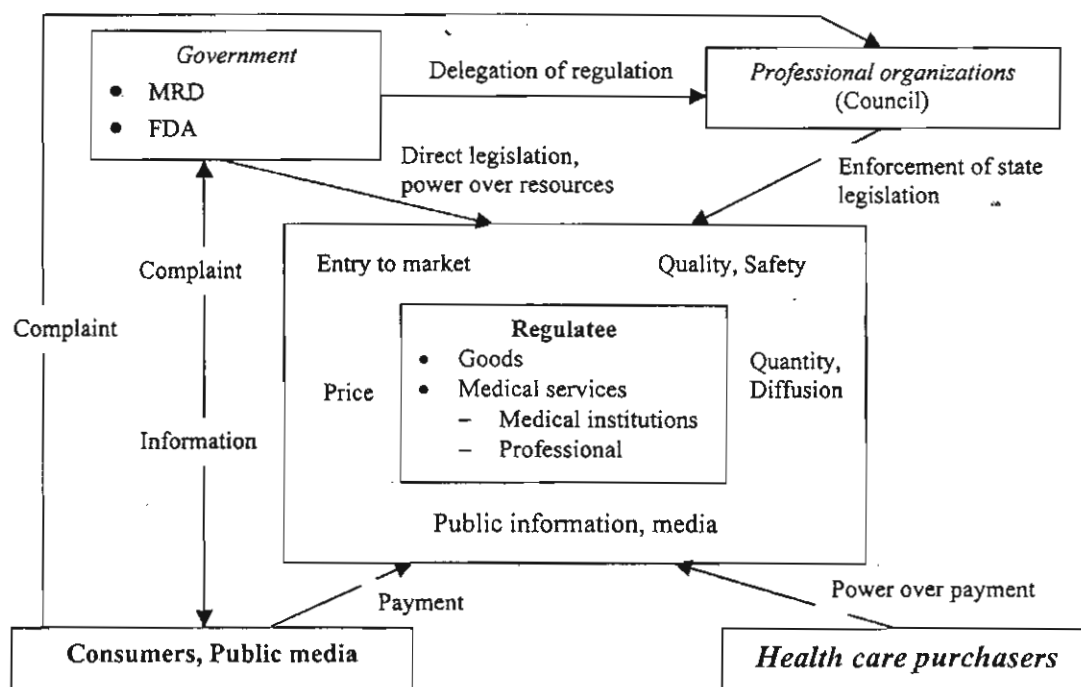 Government
• MRD
• FDA
Delegation of regulation
Professional organizations
(Council)
Direct legislation,
power over resources
Enforcement of state
legislation
Entry to market
Quality, Safety
Complaint
Complaint
Regulatee
• Goods
• Medical services
– Medical institutions
– Professional
Price
Quantity,
Diffusion
Information
Public information, media
Payment
Power over payment
Consumers, Public media
Health care purchasers